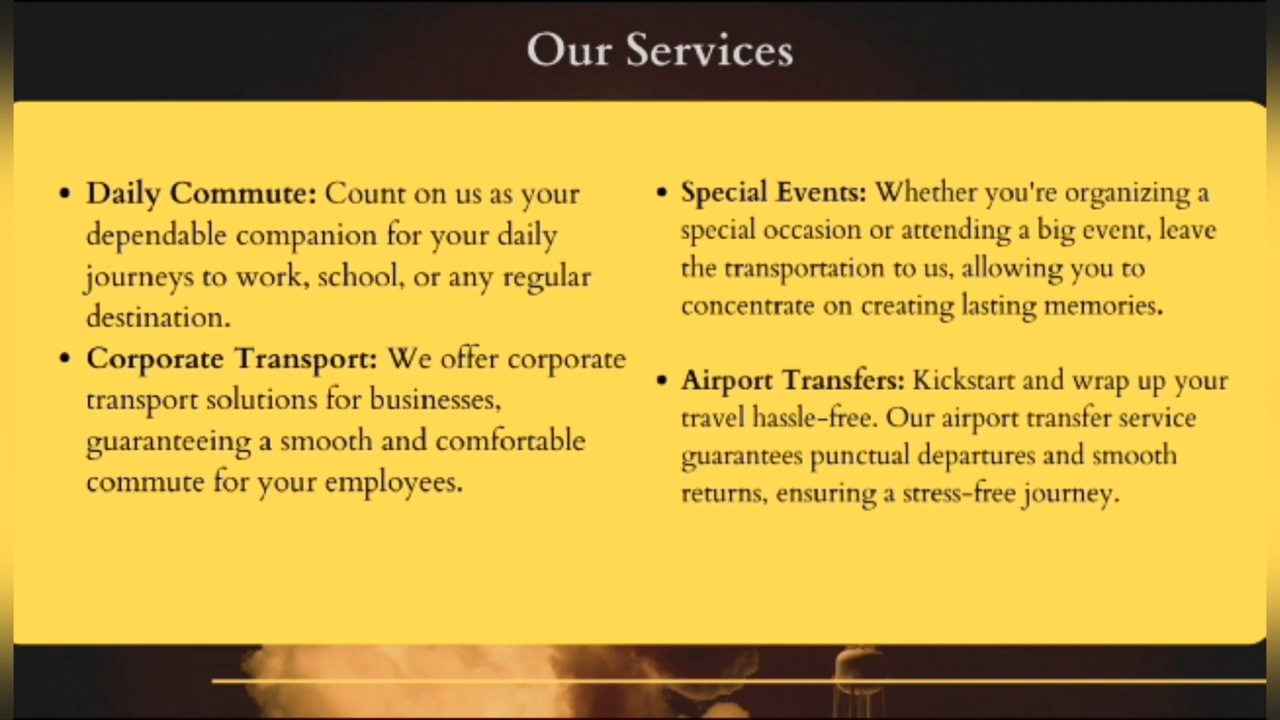 Our Services
• Daily Commute: Count on us as your
dependable companion for your daily
journeys to work, school, or any regular
destination.
• Corporate Transport: We offer corporate
transport solutions for businesses,
guaranteeing a smooth and comfortable
commute for your employees.
• Special Events: Whether you're organizing a
special occasion or attending a big event, leave
the transportation to us, allowing you to
concentrate on creating lasting memories.
• Airport Transfers: Kickstart and wrap up your
travel hassle-free. Our airport transfer service
guarantees punctual departures and smooth
returns, ensuring a stress-free journey.